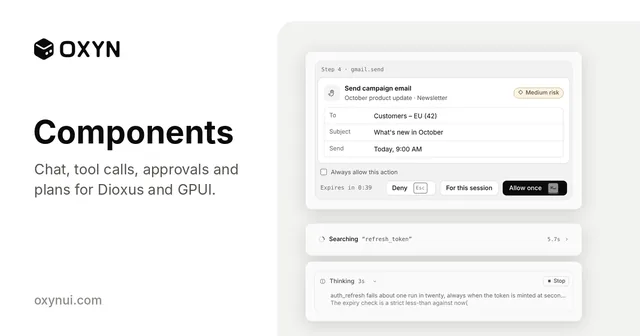 OXYN
Components
Chat, tool calls, approvals and
plans for Dioxus and GPUI.
oxynui.com
Step 4 · gmail.send
Send campaign email
October product update · Newsletter
Medium risk
To Customers – EU (42)
Subject What's new in October
Send Today, 9:00 AM
Always allow this action
Expires in 0:39
Deny Esc
For this session
Allow once
Searching "refresh_token"
5.7s
Thinking 3s
Stop
auth_refresh fails about one run in twenty, always when the token is minted at secon...
The expiry check is a strict less-than against now(